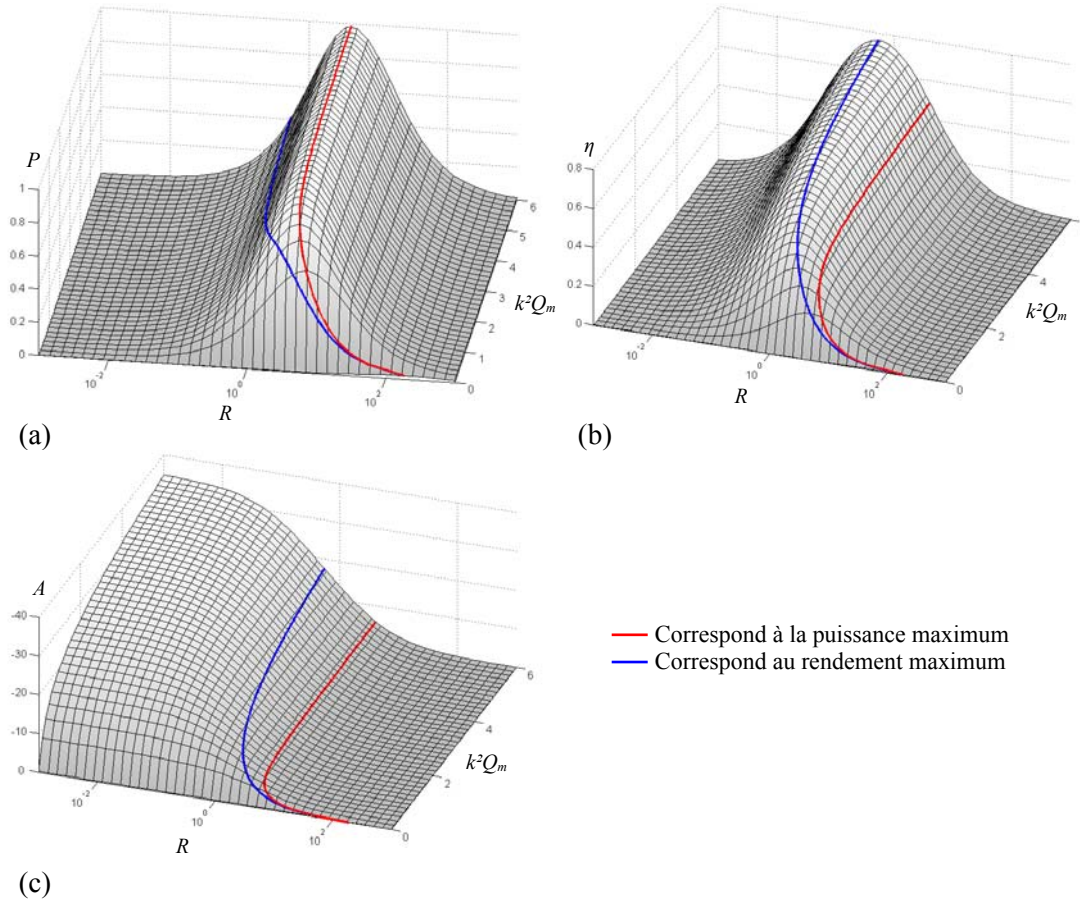 P
1
0.8
0.6
0.4
0.2
0
10⁻²
10⁰
10²
R
0
1
2
3
4
5
6
k²Qₘ
(a)
η
0.8
0.6
0.4
0.2
0
10⁻²
10⁰
10²
R
0
2
4
k²Qₘ
(b)
A
-40
-30
-20
-10
0
10⁻²
10⁰
10²
R
0
2
4
6
k²Qₘ
(c)
Correspond à la puissance maximum
Correspond au rendement maximum